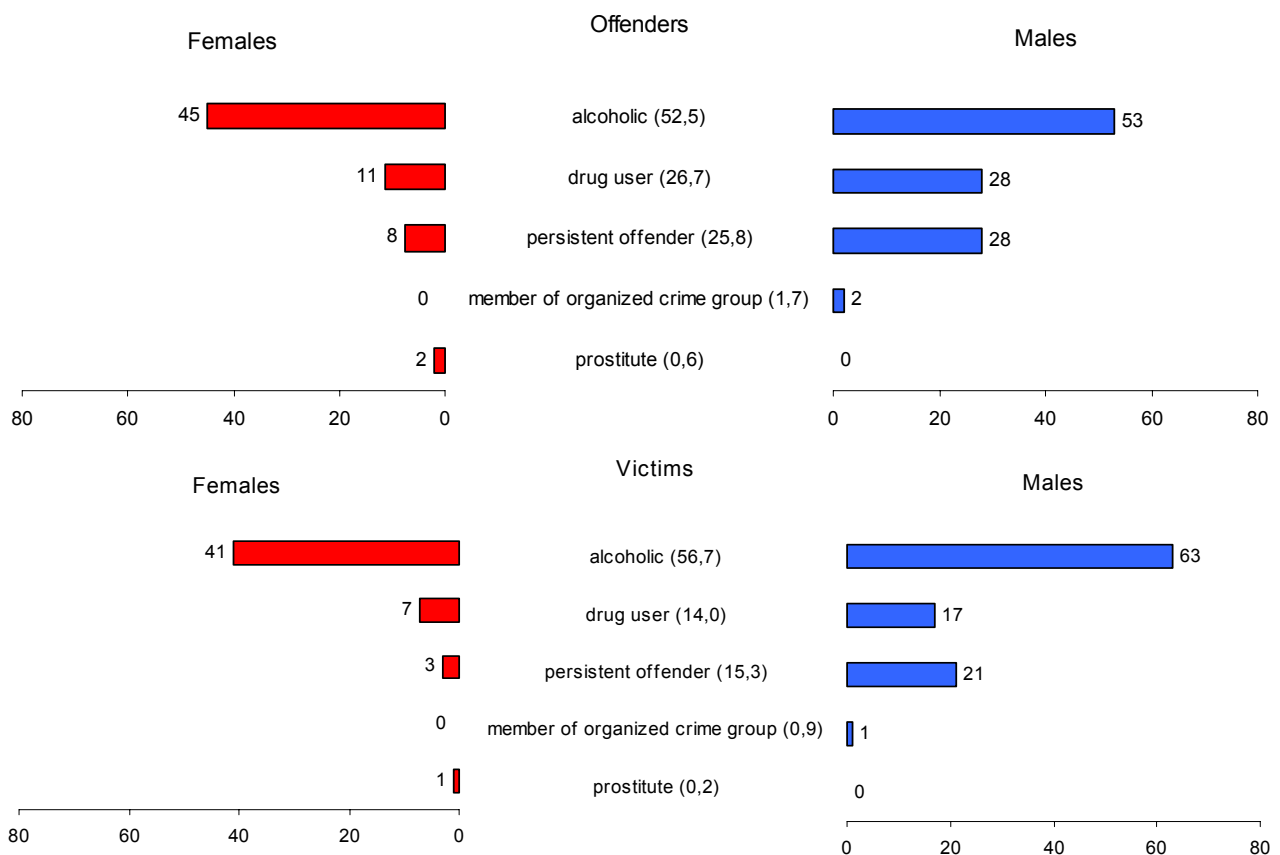 Offenders
Females
Males
45 alcoholic (52,5) 53
11 drug user (26,7) 28
8 persistent offender (25,8) 28
0 member of organized crime group (1,7) 2
2 prostitute (0,6) 0
80 60 40 20 0 0 20 40 60 80
Victims
Females
Males
41 alcoholic (56,7) 63
7 drug user (14,0) 17
3 persistent offender (15,3) 21
0 member of organized crime group (0,9) 1
1 prostitute (0,2) 0
80 60 40 20 0 0 20 40 60 80